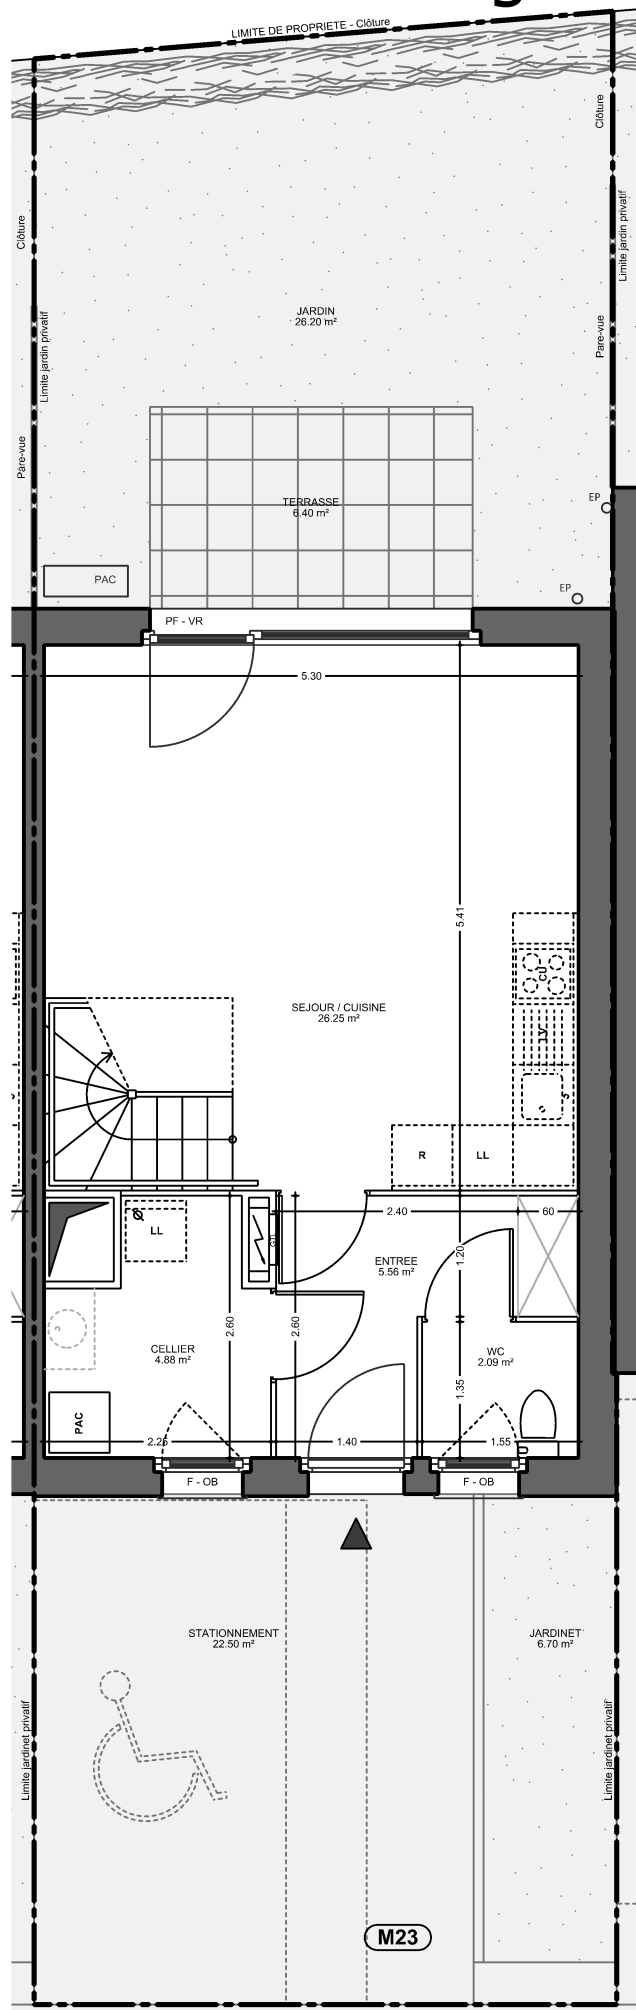 LIMITE DE PROPRIETE - Clôture
Clôture
Clôture
Limite jardin privatif
JARDIN
26.20 m²
Limite jardin privatif
Pare-vue
Pare-vue
TERRASSE
6.40 m²
EP
PAC
EP
PF - VR
5.30
5.41
CU
LV
SEJOUR / CUISINE
26.25 m²
R
LL
LL
2.40
60
GTL
1.20
ENTREE
5.56 m²
2.60
2.60
CELLIER
4.88 m²
WC
2.09 m²
1.35
PAC
2.25
1.40
1.55
F - OB
F - OB
STATIONNEMENT
22.50 m²
JARDINET
6.70 m²
Limite jardinet privatif
Limite jardinet privatif
M23